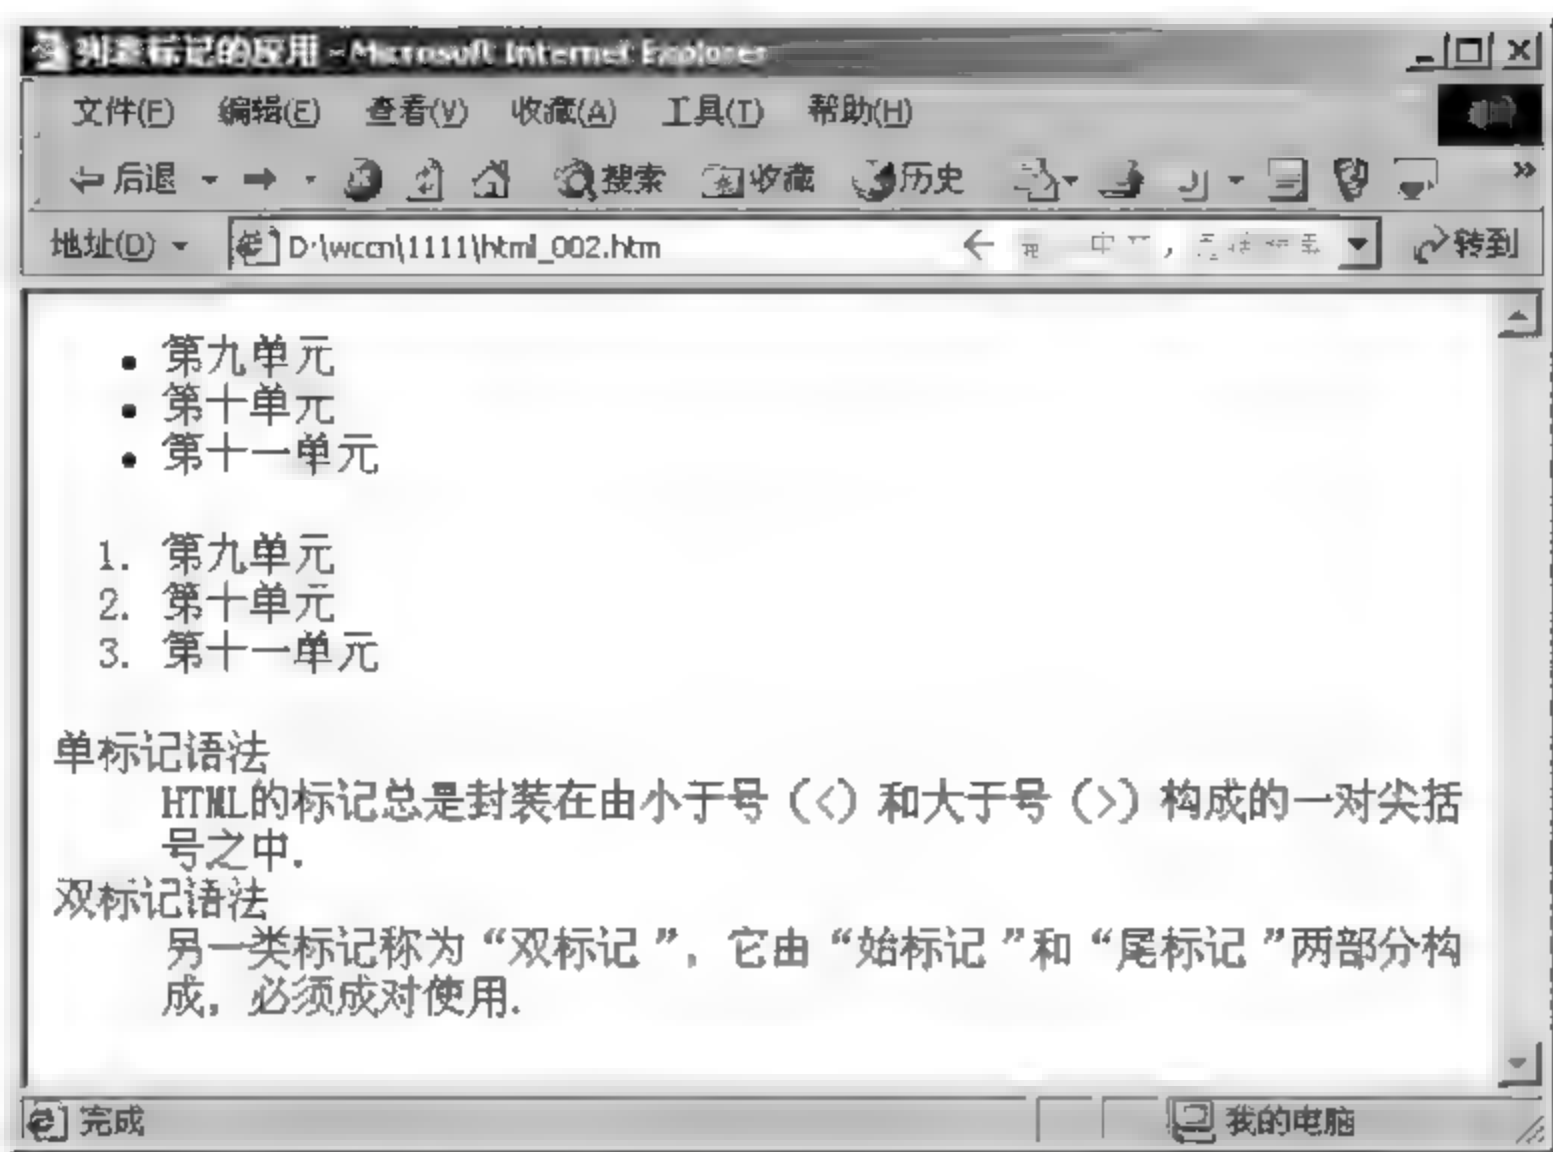 列表标记的应用 - Microsoft Internet Explorer
文件(F) 编辑(E) 查看(V) 收藏(A) 工具(T) 帮助(H)
后退 搜索 收藏 历史 »
地址(D) D:\wccn\1111\html_002.htm 转到
• 第九单元
• 第十单元
• 第十一单元
1. 第九单元
2. 第十单元
3. 第十一单元
单标记语法
HTML的标记总是封装在由小于号（<）和大于号（>）构成的一对尖括
号之中.
双标记语法
另一类标记称为“双标记”，它由“始标记”和“尾标记”两部分构
成，必须成对使用.
完成 我的电脑